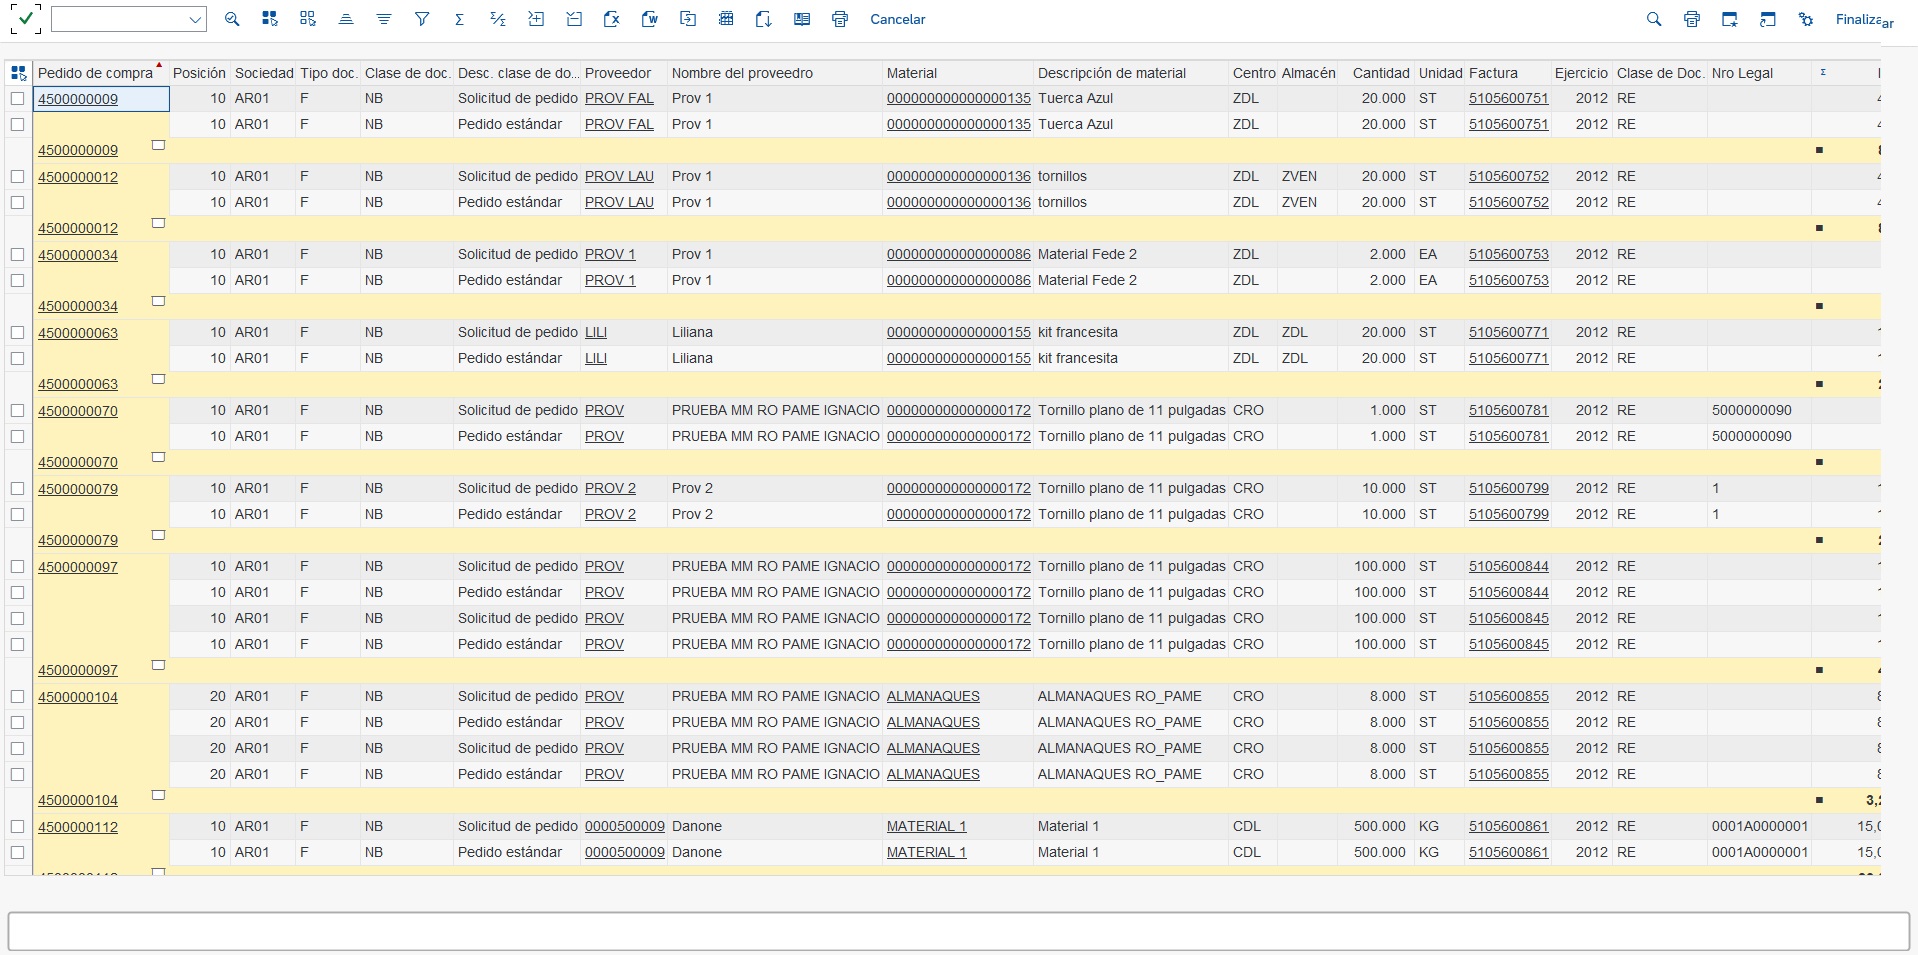 Cancelar Finalizar
Pedido de compra Posición Sociedad Tipo doc. Clase de doc. Desc. clase de do... Proveedor Nombre del proveedro Material Descripción de material Centro Almacén Cantidad Unidad Factura Ejercicio Clase de Doc. Nro Legal Σ
4500000009 10 AR01 F NB Solicitud de pedido PROV FAL Prov 1 000000000000000135 Tuerca Azul ZDL 20.000 ST 5105600751 2012 RE
10 AR01 F NB Pedido estándar PROV FAL Prov 1 000000000000000135 Tuerca Azul ZDL 20.000 ST 5105600751 2012 RE
4500000009
4500000012 10 AR01 F NB Solicitud de pedido PROV LAU Prov 1 000000000000000136 tornillos ZDL ZVEN 20.000 ST 5105600752 2012 RE
10 AR01 F NB Pedido estándar PROV LAU Prov 1 000000000000000136 tornillos ZDL ZVEN 20.000 ST 5105600752 2012 RE
4500000012
4500000034 10 AR01 F NB Solicitud de pedido PROV 1 Prov 1 000000000000000086 Material Fede 2 ZDL 2.000 EA 5105600753 2012 RE
10 AR01 F NB Pedido estándar PROV 1 Prov 1 000000000000000086 Material Fede 2 ZDL 2.000 EA 5105600753 2012 RE
4500000034
4500000063 10 AR01 F NB Solicitud de pedido LILI Liliana 000000000000000155 kit francesita ZDL ZDL 20.000 ST 5105600771 2012 RE
10 AR01 F NB Pedido estándar LILI Liliana 000000000000000155 kit francesita ZDL ZDL 20.000 ST 5105600771 2012 RE
4500000063
4500000070 10 AR01 F NB Solicitud de pedido PROV PRUEBA MM RO PAME IGNACIO 000000000000000172 Tornillo plano de 11 pulgadas CRO 1.000 ST 5105600781 2012 RE 5000000090
10 AR01 F NB Pedido estándar PROV PRUEBA MM RO PAME IGNACIO 000000000000000172 Tornillo plano de 11 pulgadas CRO 1.000 ST 5105600781 2012 RE 5000000090
4500000070
4500000079 10 AR01 F NB Solicitud de pedido PROV 2 Prov 2 000000000000000172 Tornillo plano de 11 pulgadas CRO 10.000 ST 5105600799 2012 RE 1
10 AR01 F NB Pedido estándar PROV 2 Prov 2 000000000000000172 Tornillo plano de 11 pulgadas CRO 10.000 ST 5105600799 2012 RE 1
4500000079
4500000097 10 AR01 F NB Solicitud de pedido PROV PRUEBA MM RO PAME IGNACIO 000000000000000172 Tornillo plano de 11 pulgadas CRO 100.000 ST 5105600844 2012 RE
10 AR01 F NB Pedido estándar PROV PRUEBA MM RO PAME IGNACIO 000000000000000172 Tornillo plano de 11 pulgadas CRO 100.000 ST 5105600844 2012 RE
10 AR01 F NB Solicitud de pedido PROV PRUEBA MM RO PAME IGNACIO 000000000000000172 Tornillo plano de 11 pulgadas CRO 100.000 ST 5105600845 2012 RE
10 AR01 F NB Pedido estándar PROV PRUEBA MM RO PAME IGNACIO 000000000000000172 Tornillo plano de 11 pulgadas CRO 100.000 ST 5105600845 2012 RE
4500000097
4500000104 20 AR01 F NB Solicitud de pedido PROV PRUEBA MM RO PAME IGNACIO ALMANAQUES ALMANAQUES RO_PAME CRO 8.000 ST 5105600855 2012 RE
20 AR01 F NB Pedido estándar PROV PRUEBA MM RO PAME IGNACIO ALMANAQUES ALMANAQUES RO_PAME CRO 8.000 ST 5105600855 2012 RE
20 AR01 F NB Solicitud de pedido PROV PRUEBA MM RO PAME IGNACIO ALMANAQUES ALMANAQUES RO_PAME CRO 8.000 ST 5105600855 2012 RE
20 AR01 F NB Pedido estándar PROV PRUEBA MM RO PAME IGNACIO ALMANAQUES ALMANAQUES RO_PAME CRO 8.000 ST 5105600855 2012 RE
4500000104
4500000112 10 AR01 F NB Solicitud de pedido 0000500009 Danone MATERIAL 1 Material 1 CDL 500.000 KG 5105600861 2012 RE 0001A0000001
10 AR01 F NB Pedido estándar 0000500009 Danone MATERIAL 1 Material 1 CDL 500.000 KG 5105600861 2012 RE 0001A0000001